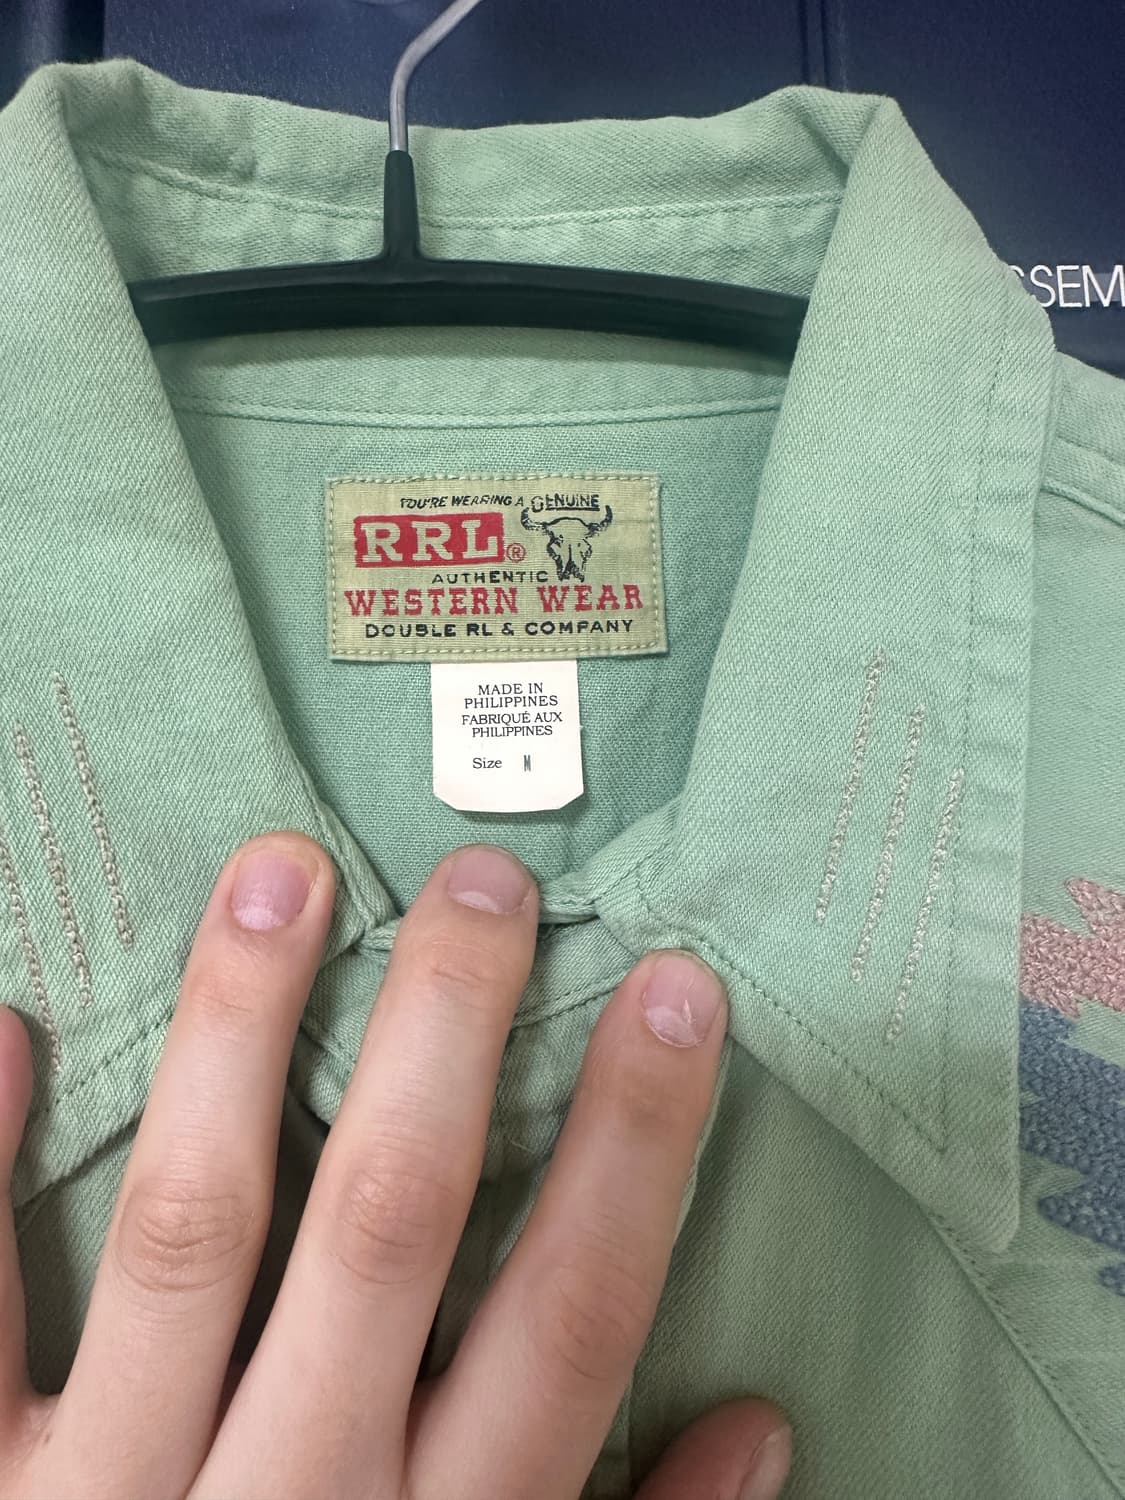 SSEM
YOU'RE WEARING A GENUINE
RRL®
AUTHENTIC
WESTERN WEAR
DOUBLE RL & COMPANY
MADE IN
PHILIPPINES
FABRIQUÉ AUX
PHILIPPINES
Size M